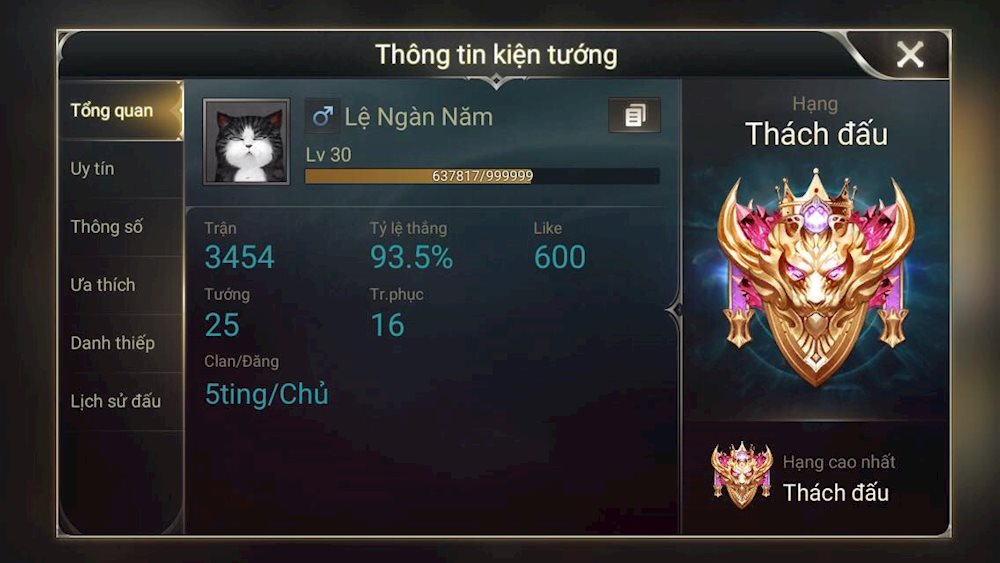 Thông tin kiện tướng
Tổng quan
Uy tín
Thông số
Ưa thích
Danh thiếp
Lịch sử đấu
Lệ Ngàn Năm
Lv 30
637817/999999
Trận
Tỷ lệ thắng
Like
3454
93.5%
600
Tướng
Tr.phục
25
16
Clan/Đăng
5ting/Chủ
Hạng
Thách đấu
Hạng cao nhất
Thách đấu